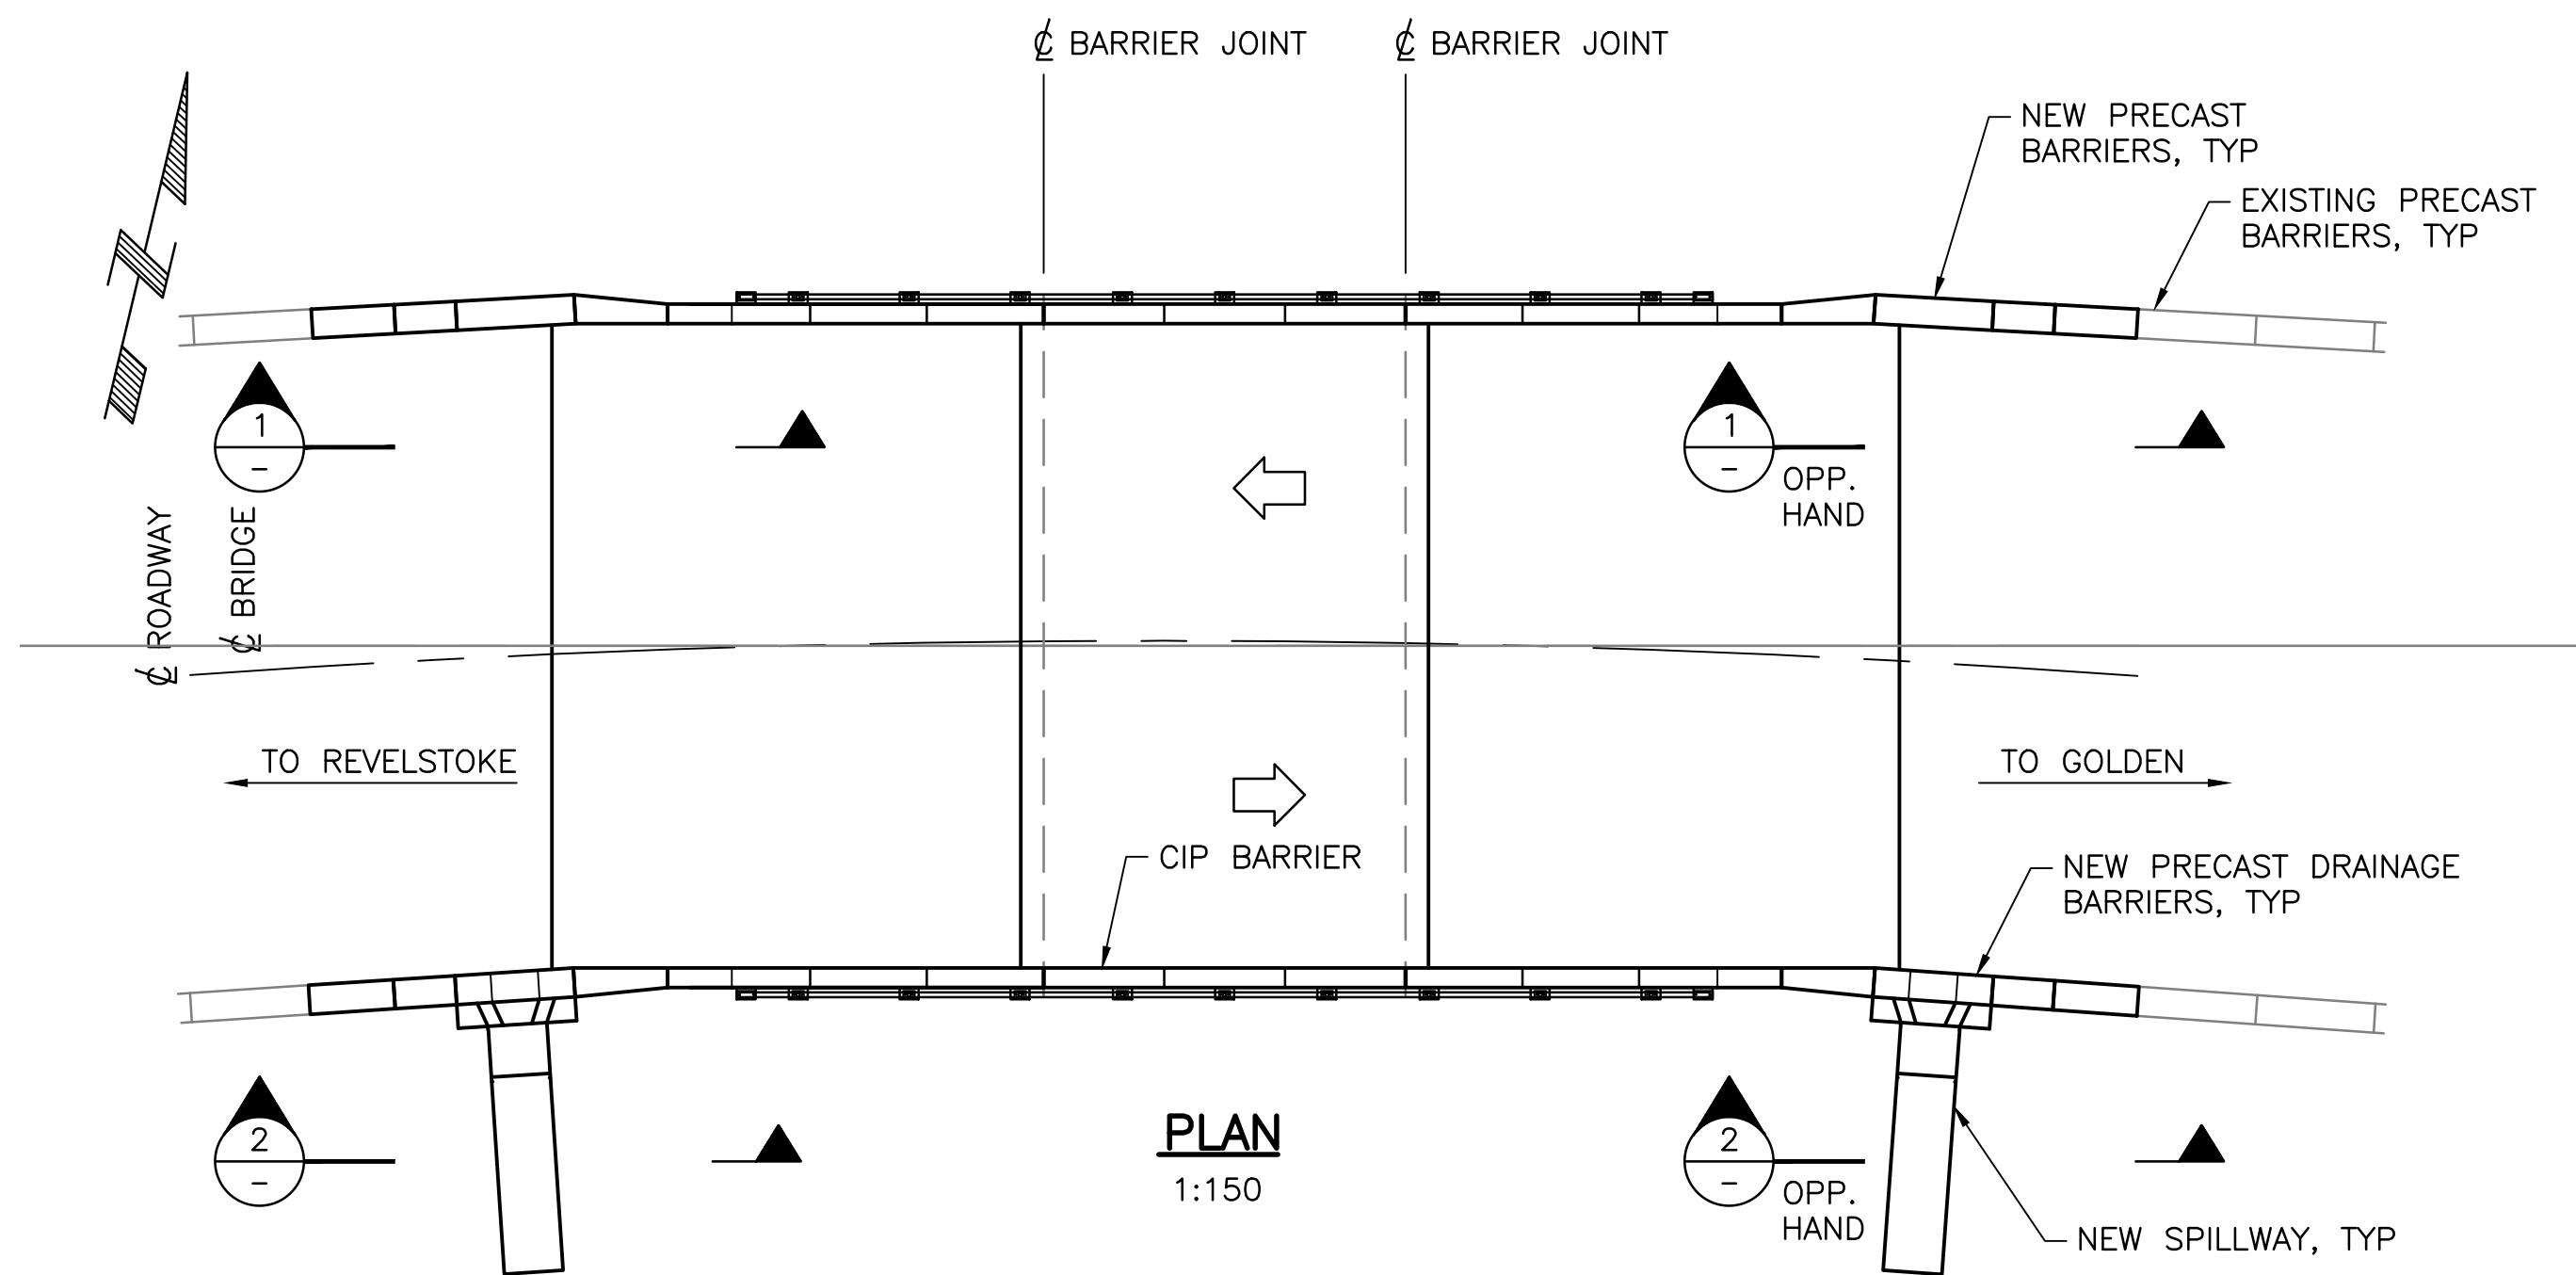 ℄ BARRIER JOINT
℄ BARRIER JOINT
NEW PRECAST
BARRIERS, TYP
EXISTING PRECAST
BARRIERS, TYP
1
–
1
–
OPP.
HAND
℄ ROADWAY
℄ BRIDGE
TO REVELSTOKE
TO GOLDEN
CIP BARRIER
NEW PRECAST DRAINAGE
BARRIERS, TYP
2
–
PLAN
1:150
2
–
OPP.
HAND
NEW SPILLWAY, TYP